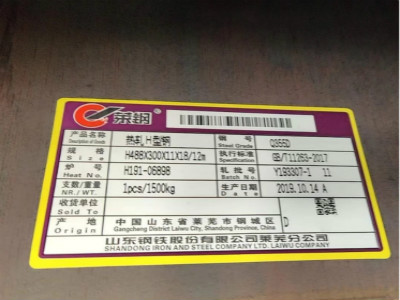 莱钢
产品名称 热轧H型钢 钢 种 Q355D
Description of Goods Steel Grade
规 格 H488X300X11X18/12m 执行标准 GB/T11263-2017
Size Specification
炉 号 H191-06898 轧批号 Y193307-1 11
Heat No.
支数/重量 1pcs/1500kg 生产日期 2019.10.14 A
NR./WT. Date
收货单位
Sold To
产 地 中国山东省莱芜市钢城区 D
Origin Gangcheng District Laiwu City, Shandong Province, China
山东钢铁股份有限公司莱芜分公司
SHANDONG IRON AND STEEL COMPANY LTD. LAIWU COMPANY